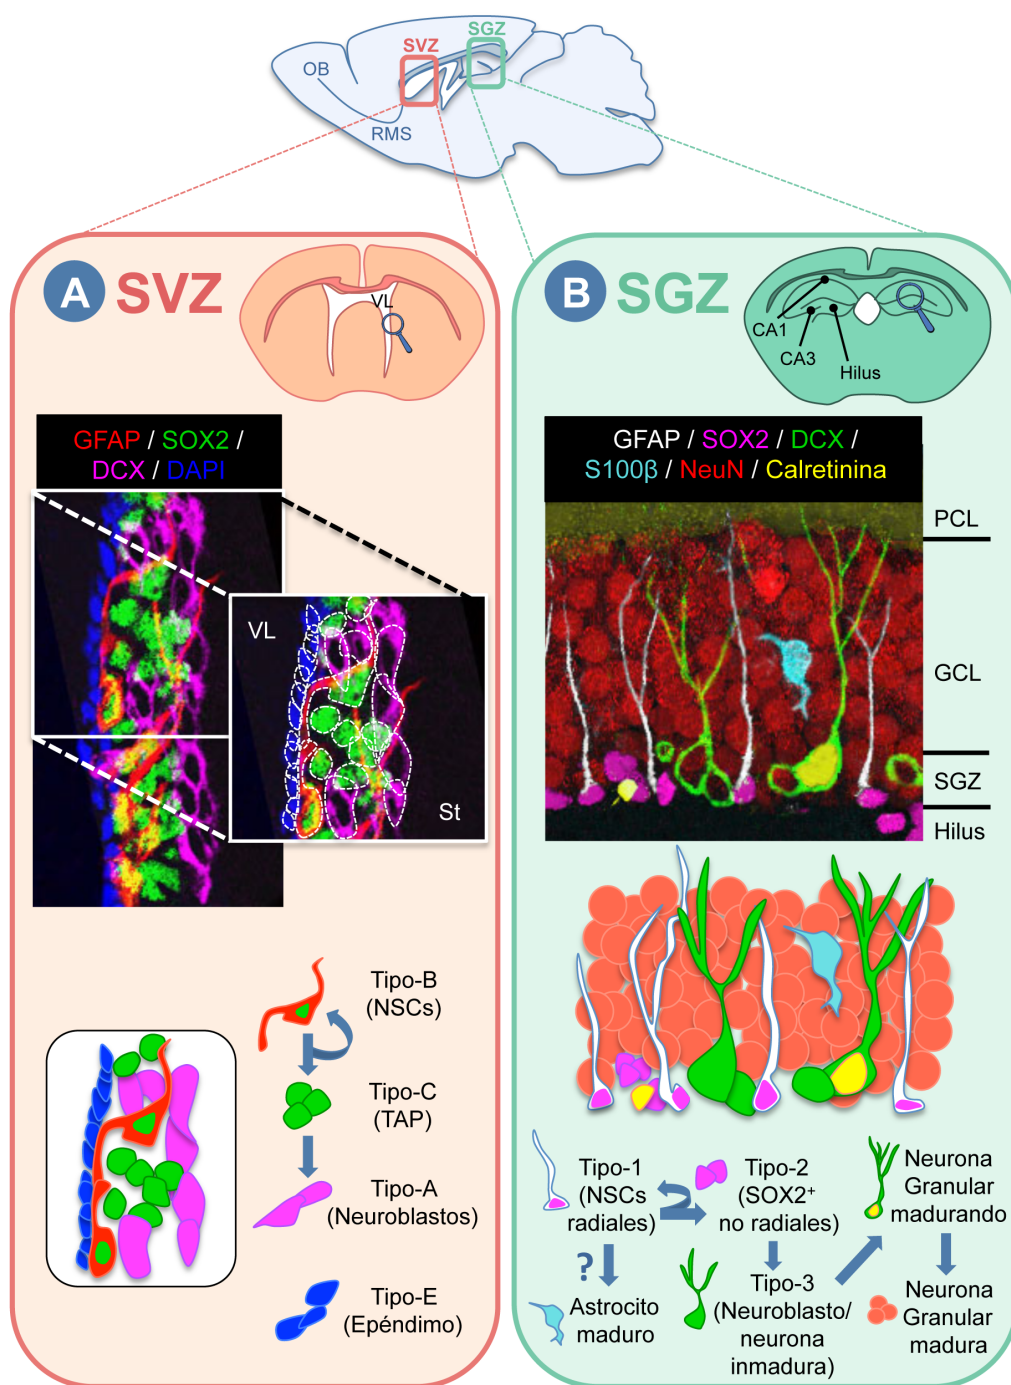 SVZ
SGZ
OB
RMS
A SVZ
VL
GFAP / SOX2 /
DCX / DAPI
VL
St
Tipo-B
(NSCs)
Tipo-C
(TAP)
Tipo-A
(Neuroblastos)
Tipo-E
(Epéndimo)
B SGZ
CA1
CA3
Hilus
GFAP / SOX2 / DCX /
S100β / NeuN / Calretinina
PCL
GCL
SGZ
Hilus
Tipo-1
(NSCs
radiales)
Tipo-2
(SOX2⁺
no radiales)
Neurona
Granular
madurando
?
Astrocito
maduro
Tipo-3
(Neuroblasto/
neurona
inmadura)
Neurona
Granular
madura